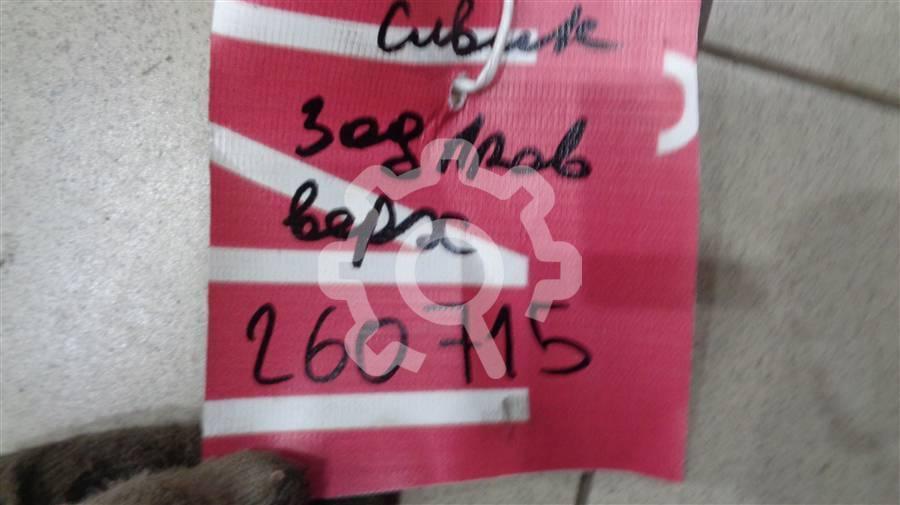 Сивик
Зад прав
верх
260715